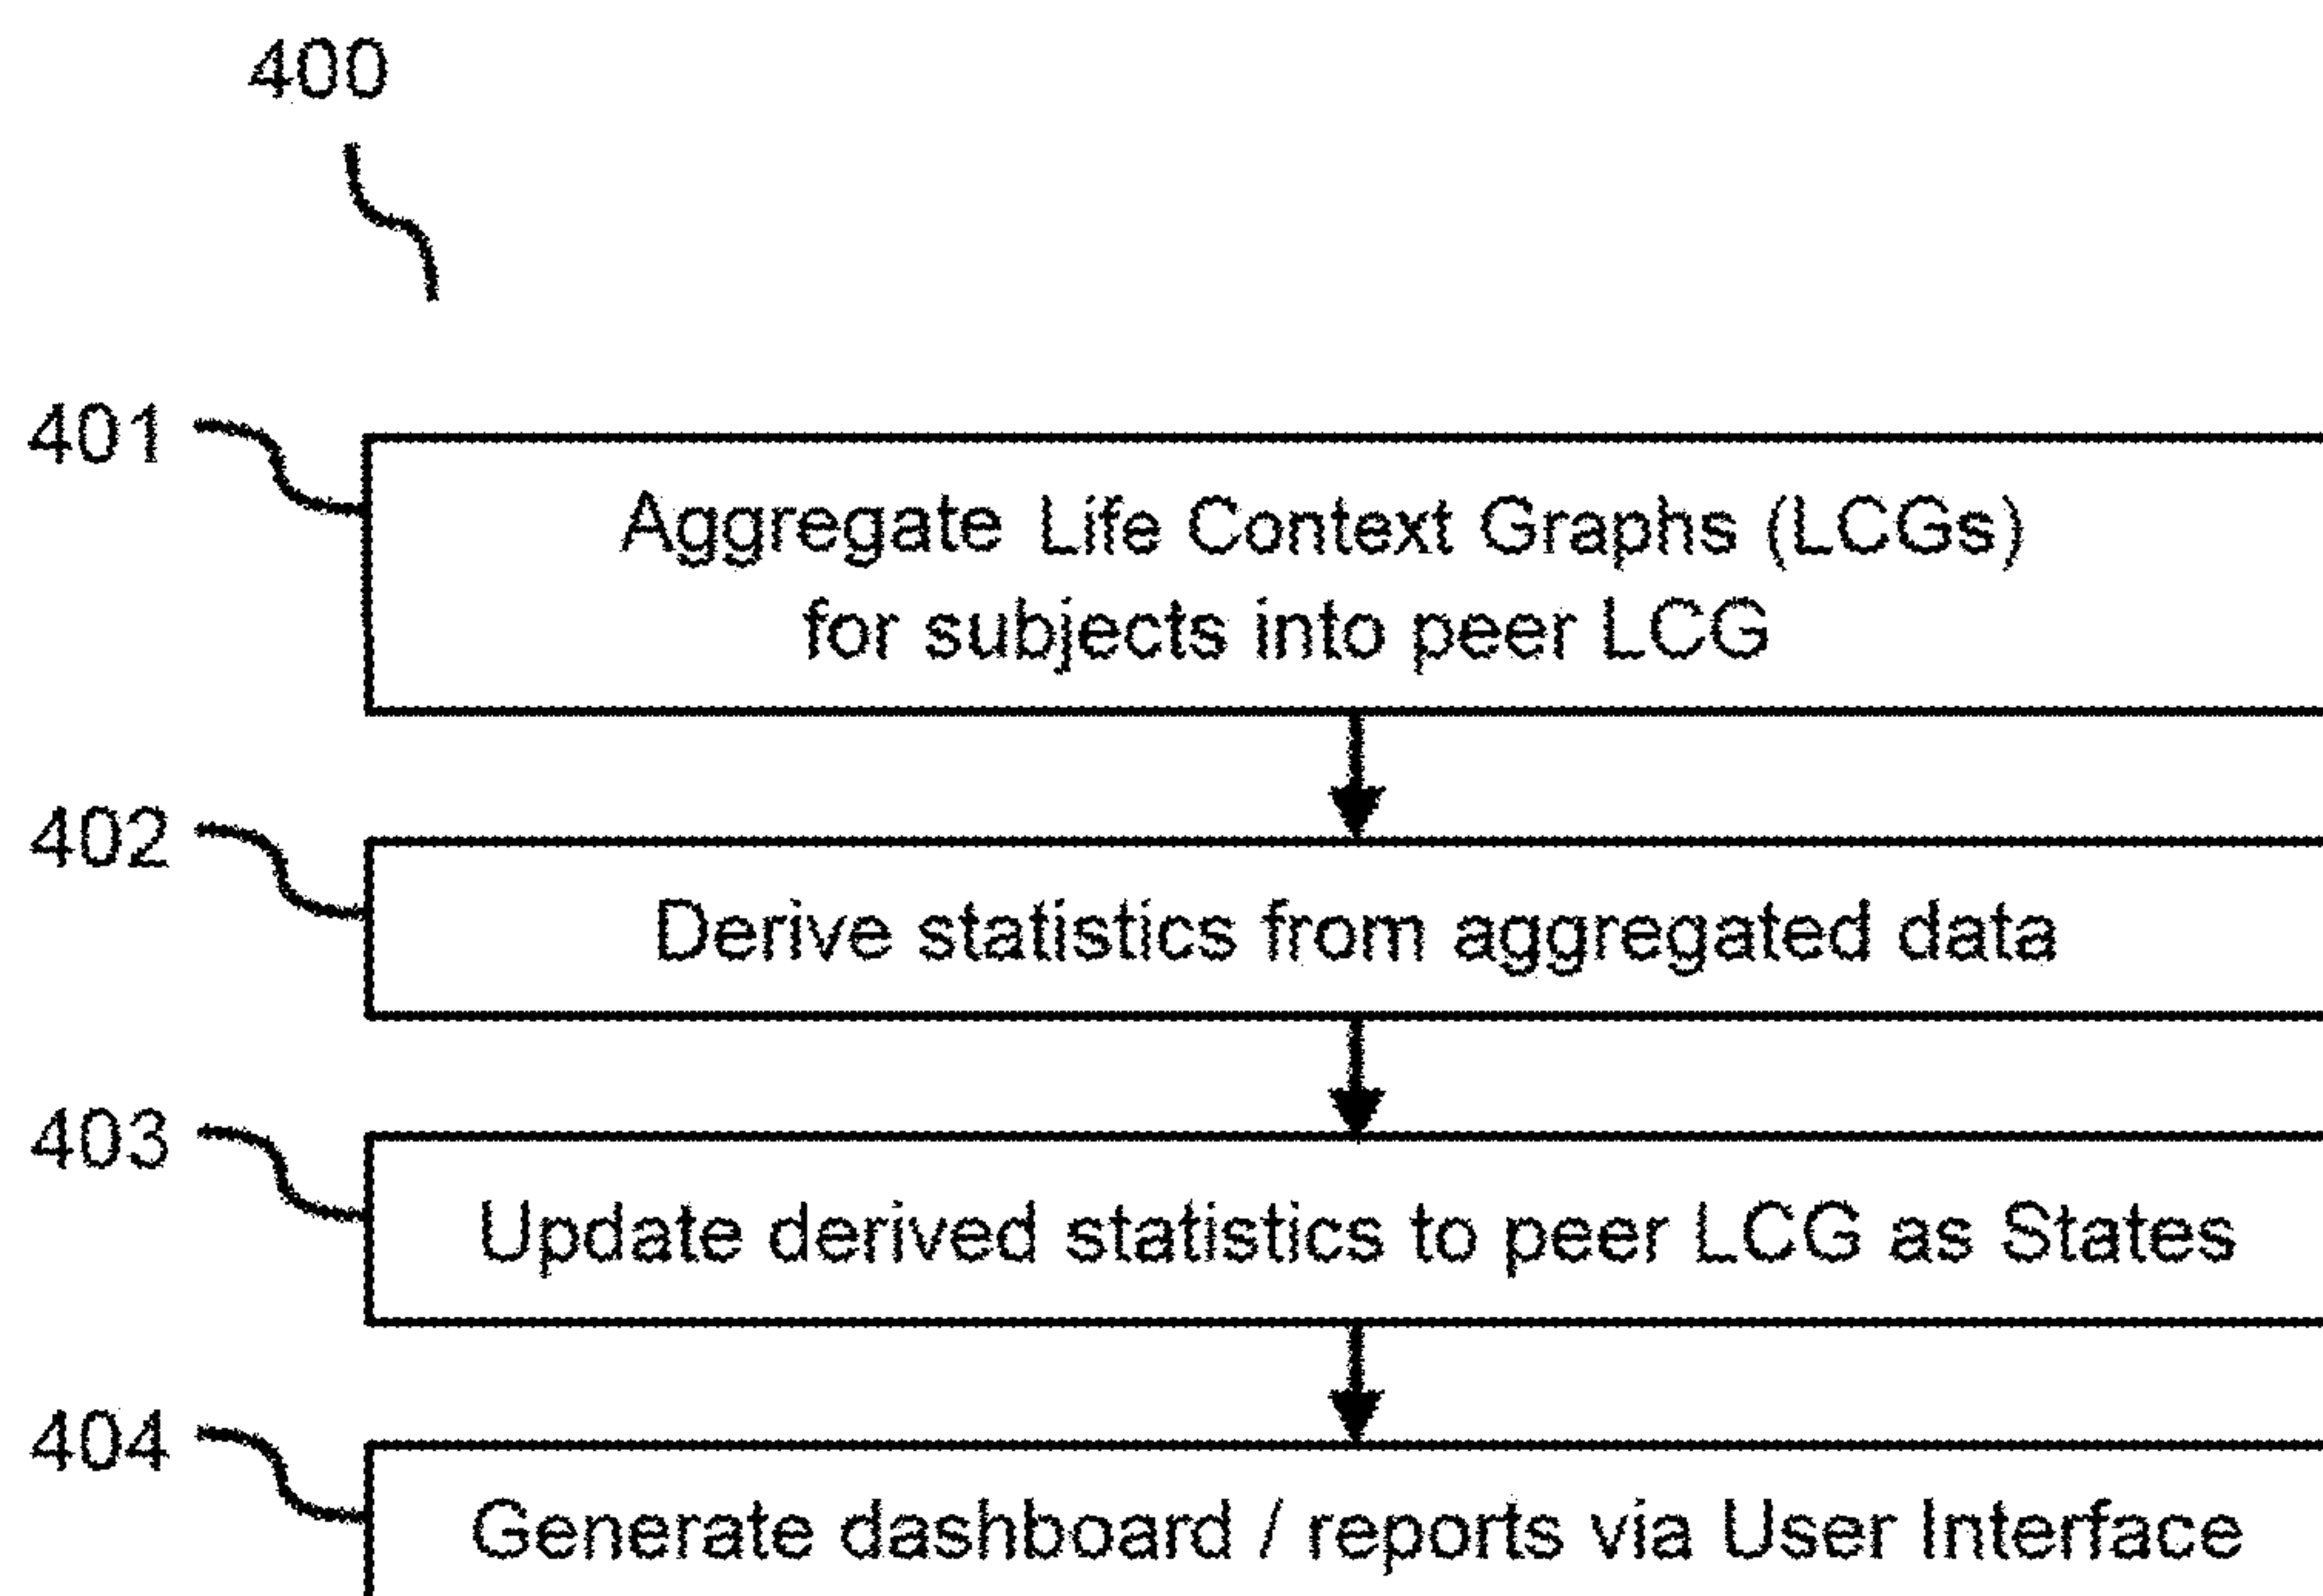 400
401
Aggregate Life Context Graphs (LCGs)
for subjects into peer LCG
402
Derive statistics from aggregated data
403
Update derived statistics to peer LCG as States
404
Generate dashboard / reports via User Interface